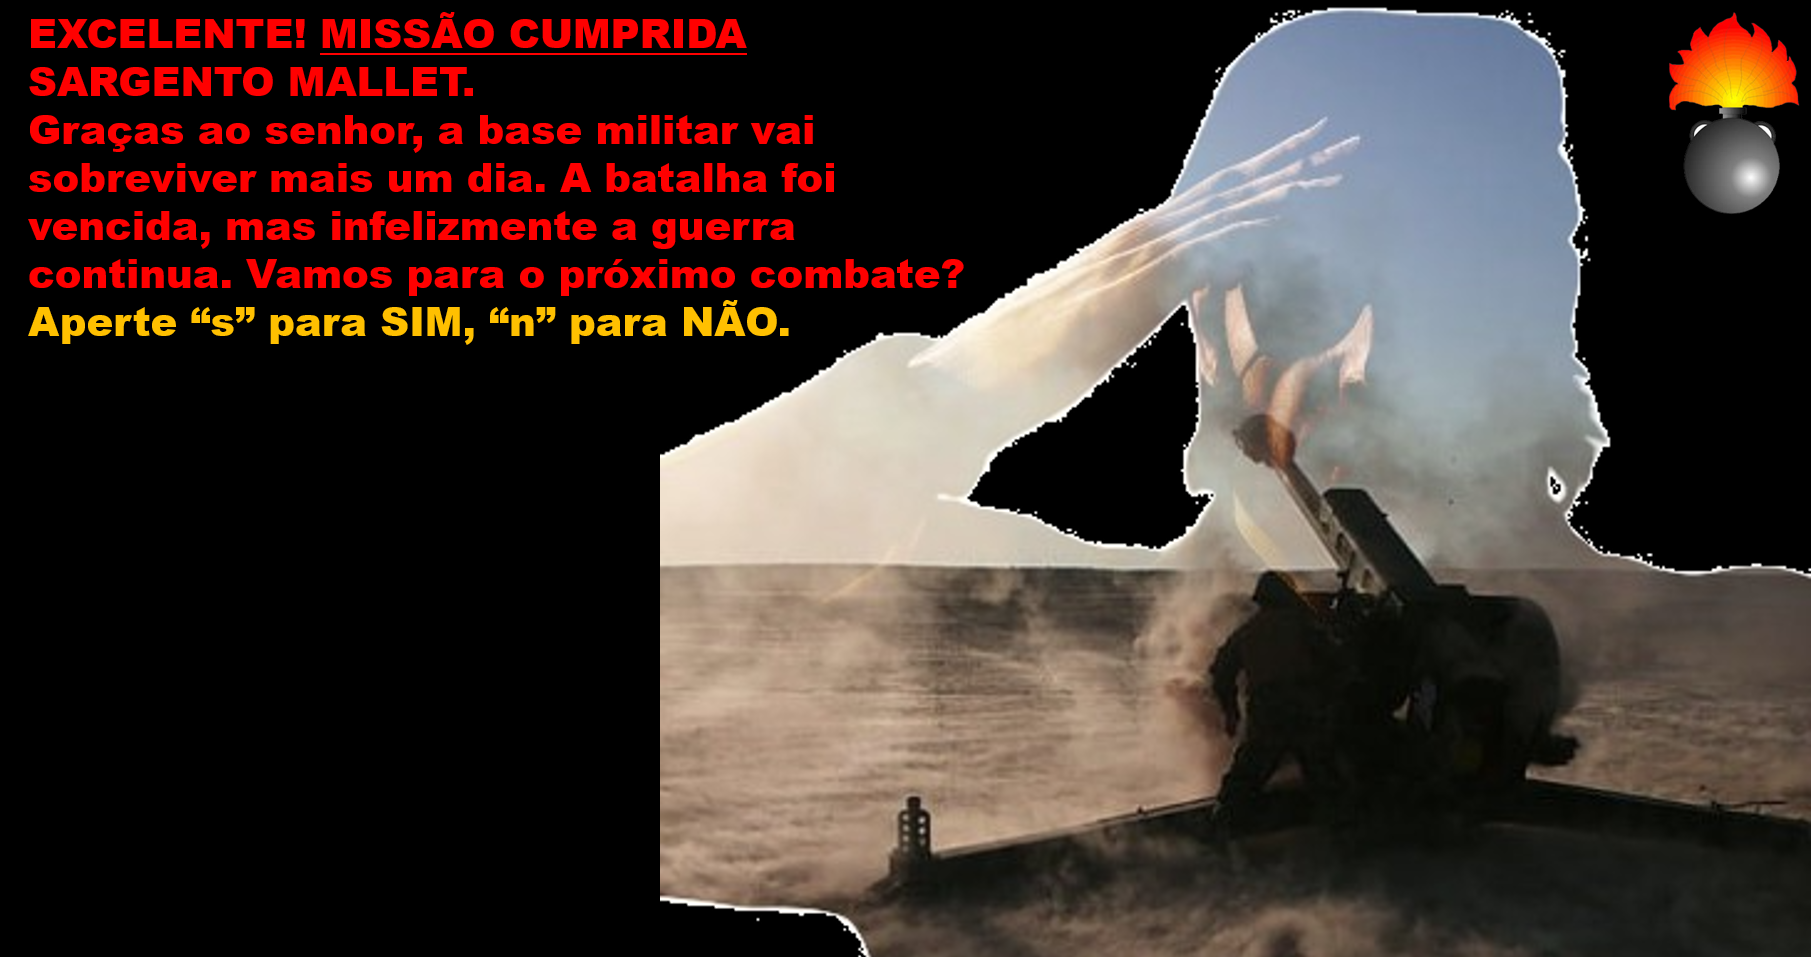 EXCELENTE! MISSÃO CUMPRIDA
SARGENTO MALLET.
Graças ao senhor, a base militar vai
sobreviver mais um dia. A batalha foi
vencida, mas infelizmente a guerra
continua. Vamos para o próximo combate?
Aperte “s” para SIM, “n” para NÃO.